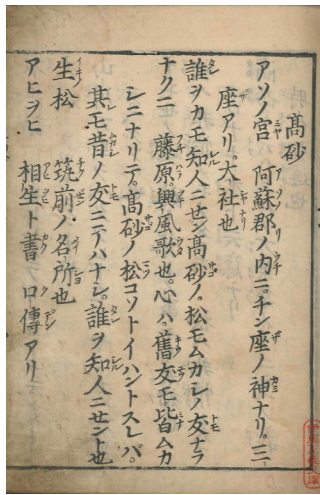 高砂
アソノ宮 阿蘇郡ノ内ニ。チン座ノ神ナリ。三
座アリ。大社也
誰ヲカモ知人ニセン高砂ノ。松モムカシノ友ナラ
ナクニ 藤原ノ興風歌也。心ハ。舊友モ。皆ムカ
シニナリテ。高砂ノ松コソトイハントスレバ。
其モ昔ノ友ニテハナシ。誰ヲ知人ニセント也
生松 筑前ノ名所也
アヒヲヒ 相生ト書 口傳アリ